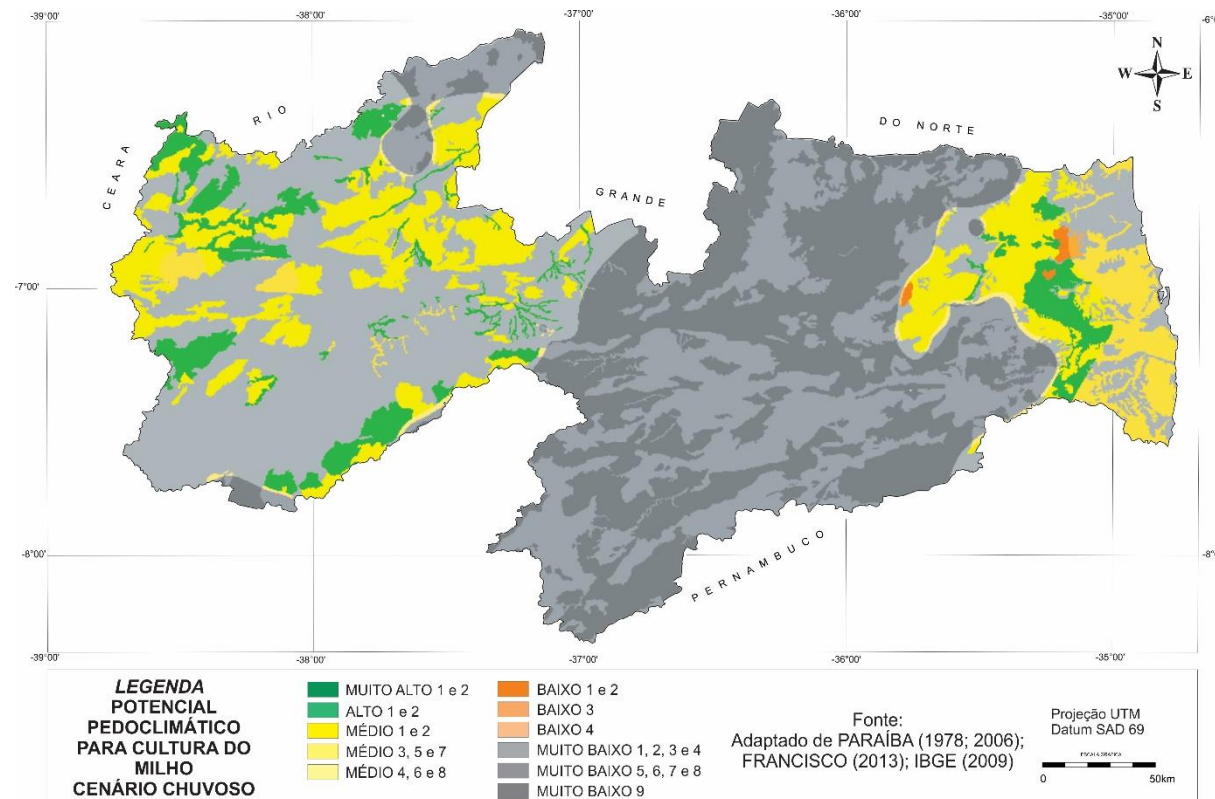 -39°00'
-38°00'
-37°00'
-36°00'
-35°00'
-6°
N
W E
S
RIO
GRANDE
DO NORTE
CEARA
-7°00'
-8°00'
PERNAMBUCO
-8°
-39°00'
-38°00'
-37°00'
-36°00'
-35°00'
LEGENDA
POTENCIAL
PEDOCLIMÁTICO
PARA CULTURA DO
MILHO
CENÁRIO CHUVOSO
MUITO ALTO 1 e 2
ALTO 1 e 2
MÉDIO 1 e 2
MÉDIO 3, 5 e 7
MÉDIO 4, 6 e 8
BAIXO 1 e 2
BAIXO 3
BAIXO 4
MUITO BAIXO 1, 2, 3 e 4
MUITO BAIXO 5, 6, 7 e 8
MUITO BAIXO 9
Fonte:
Adaptado de PARAÍBA (1978; 2006);
FRANCISCO (2013); IBGE (2009)
Projeção UTM
Datum SAD 69
ESCALA GRÁFICA
0 50km